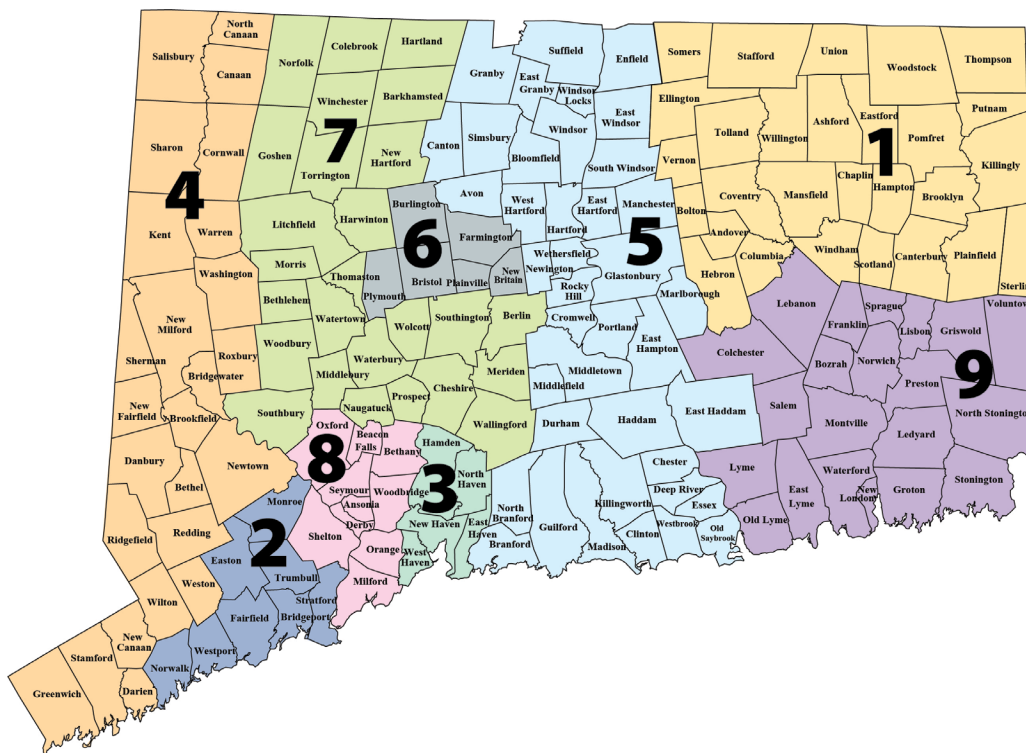 North
Canaan
Salisbury
Canaan
Norfolk
Colebrook
Hartland
Suffield
Enfield
Granby
East
Granby
Windsor
Locks
Somers
Stafford
Union
Woodstock
Thompson
Winchester
Barkhamsted
East
Windsor
Ellington
Tolland
Willington
Ashford
Eastford
Putnam
Pomfret
Sharon
Cornwall
Goshen
7
Torrington
New
Hartford
Canton
Simsbury
Windsor
Bloomfield
South Windsor
Vernon
1
Killingly
4
Chaplin
Hampton
Brooklyn
Mansfield
Coventry
Kent
Warren
Litchfield
Harwinton
Burlington
Avon
West
Hartford
Hartford
East
Hartford
Manchester
Bolton
Andover
6
Farmington
5
Windham
Scotland
Canterbury
Plainfield
Sterlin
Columbia
Hebron
Washington
Morris
Thomaston
Plymouth
Bristol
Plainville
New
Britain
Wethersfield
Newington
Rocky
Hill
Glastonbury
Marlborough
New
Milford
Bethlehem
Watertown
Wolcott
Southington
Berlin
Cromwell
Portland
East
Hampton
Lebanon
Sprague
Franklin
Lisbon
Griswold
Voluntow
Colchester
Bozrah
Norwich
Preston
9
North Stonington
Sherman
Roxbury
Bridgewater
Woodbury
Waterbury
Middlebury
Meriden
Middletown
Middlefield
Cheshire
Prospect
Naugatuck
Southbury
Wallingford
Durham
Haddam
East Haddam
Salem
Montville
Ledyard
New
Fairfield
Brookfield
Oxford
Beacon
Falls
Bethany
Hamden
8
3
North
Haven
Danbury
Bethel
Newtown
Seymour
Woodbridge
Ansonia
Derby
Chester
Deep River
Essex
Killingworth
Lyme
Waterford
East
Lyme
New
London
Groton
Stonington
Old Lyme
Monroe
2
Shelton
Orange
New Haven
East
Haven
West
Haven
North
Branford
Branford
Guilford
Madison
Clinton
Westbrook
Old
Saybrook
Redding
Ridgefield
Easton
Trumbull
Milford
Weston
Stratford
Bridgeport
Fairfield
Wilton
New
Canaan
Westport
Norwalk
Stamford
Darien
Greenwich